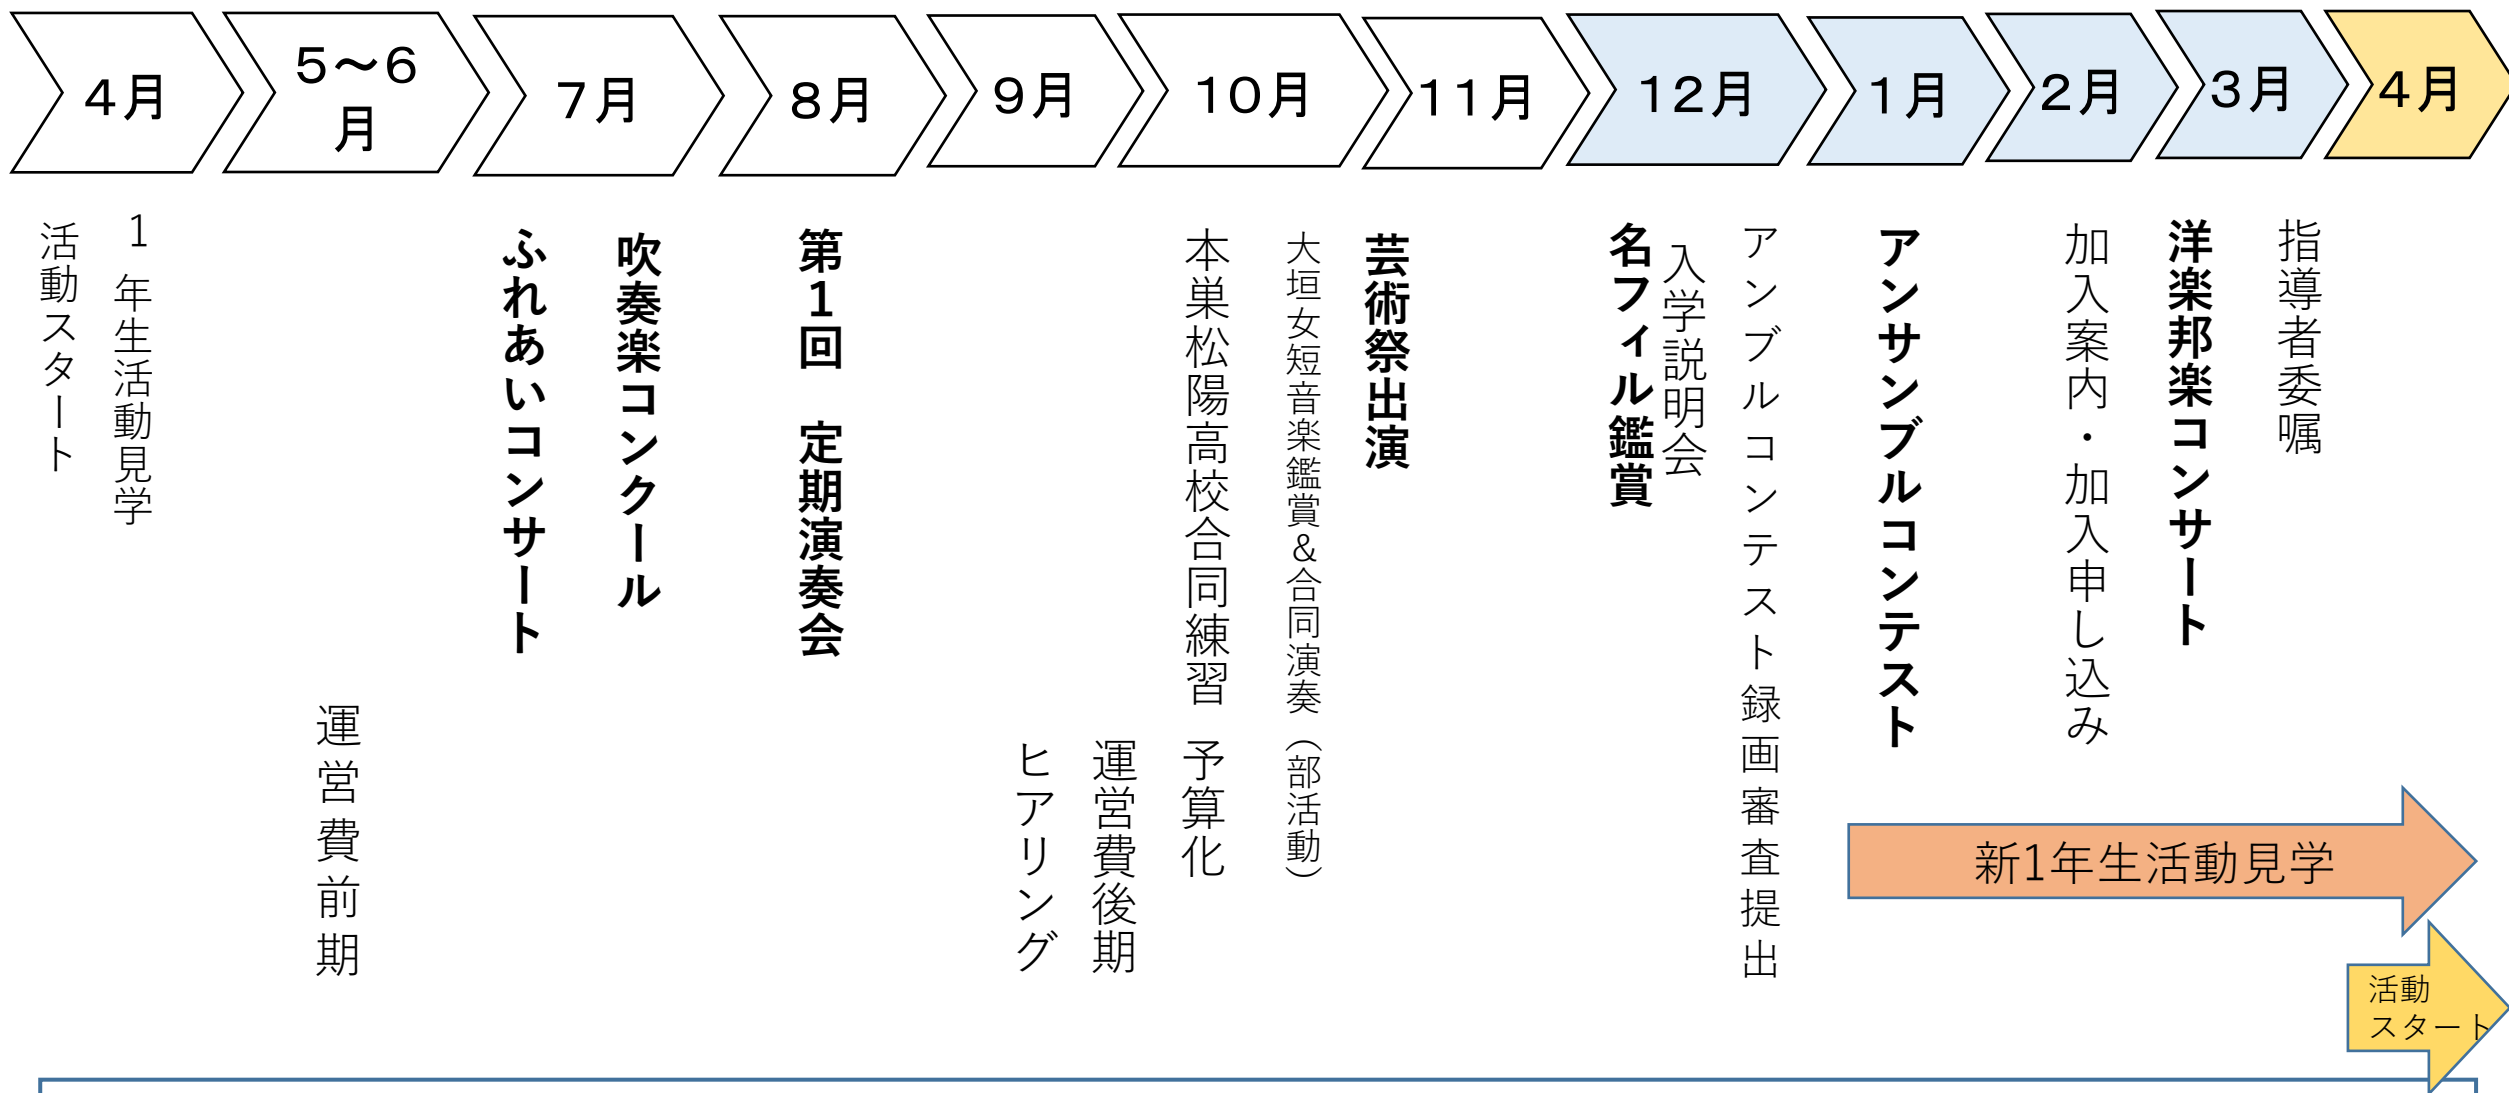 4月
5～6
月
7月
8月
9月
10月
11月
12月
1月
2月
3月
4月
活動スタート
1年生活動見学
運営費前期
ふれあいコンサート
吹奏楽コンクール
第1回　定期演奏会
ヒアリング
運営費後期
本巣松陽高校合同練習
予算化
大垣女短音楽鑑賞&合同演奏（部活動）
芸術祭出演
名フィル鑑賞
入学説明会
アンブルコンテスト録画審査提出
アンサンブルコンテスト
加入案内・加入申し込み
洋楽邦楽コンサート
指導者委嘱
新1年生活動見学
活動
スタート